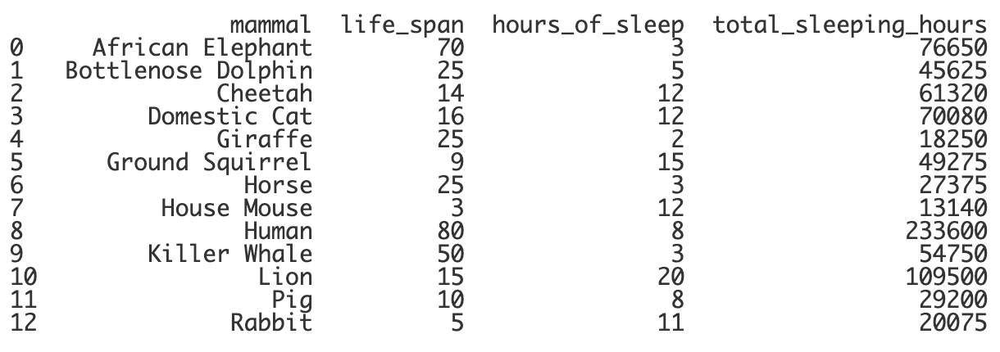 mammal life_span hours_of_sleep total_sleeping_hours
0 African Elephant 70 3 76650
1 Bottlenose Dolphin 25 5 45625
2 Cheetah 14 12 61320
3 Domestic Cat 16 12 70080
4 Giraffe 25 2 18250
5 Ground Squirrel 9 15 49275
6 Horse 25 3 27375
7 House Mouse 3 12 13140
8 Human 80 8 233600
9 Killer Whale 50 3 54750
10 Lion 15 20 109500
11 Pig 10 8 29200
12 Rabbit 5 11 20075